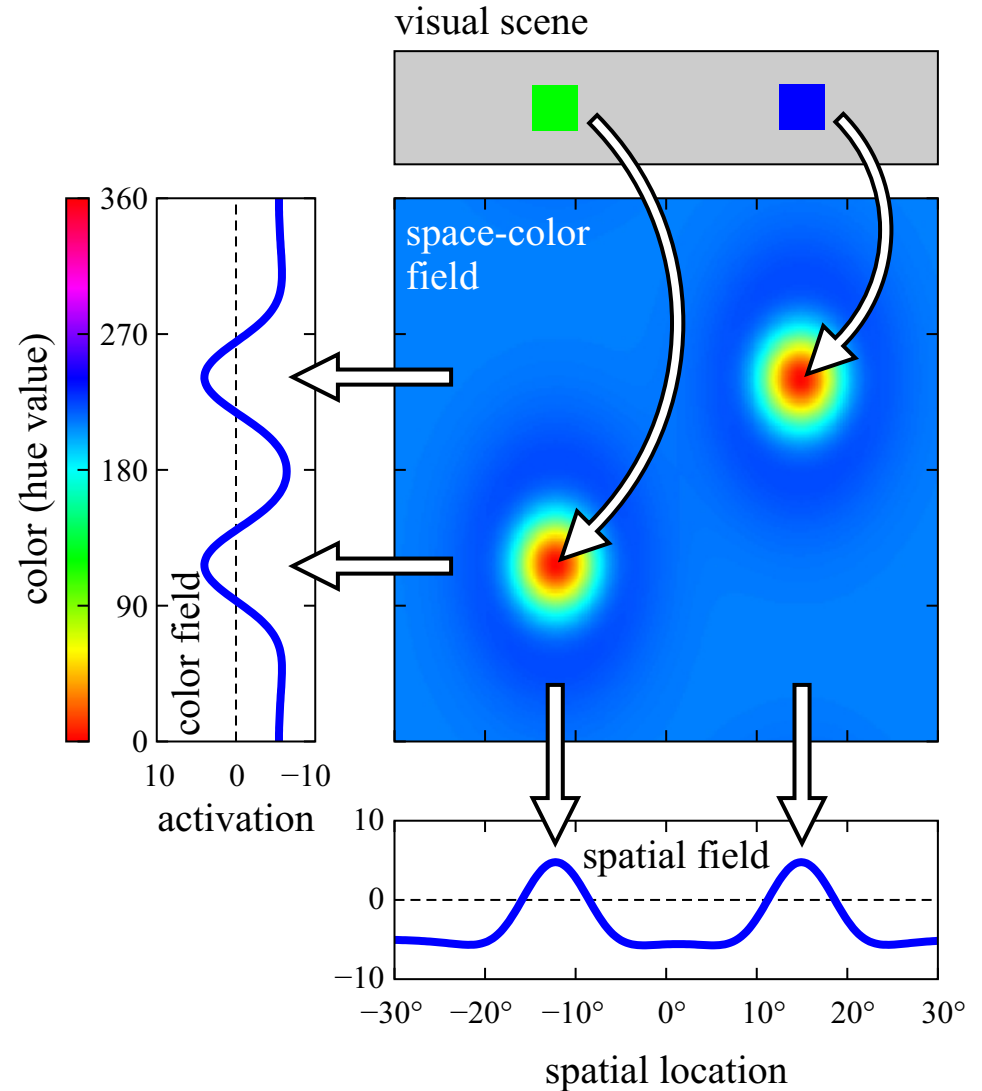 visual scene
space-color
field
360
270
180
90
0
color (hue value)
color field
10 0 −10
activation
10
0
−10
spatial field
−30° −20° −10° 0° 10° 20° 30°
spatial location